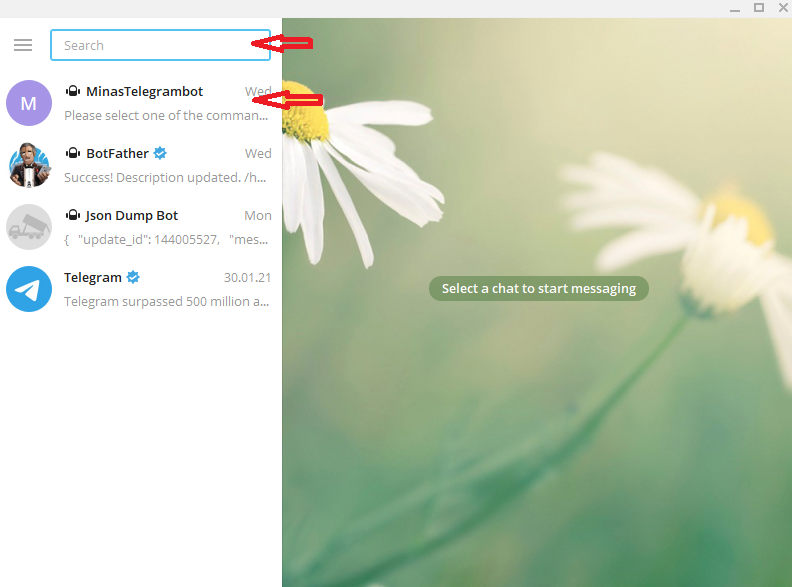 Search
MinasTelegrambot Wed
Please select one of the comman...
BotFather Wed
Success! Description updated. /h...
Json Dump Bot Mon
{ "update_id": 144005527, "mes...
Telegram 30.01.21
Telegram surpassed 500 million a...
M
Select a chat to start messaging